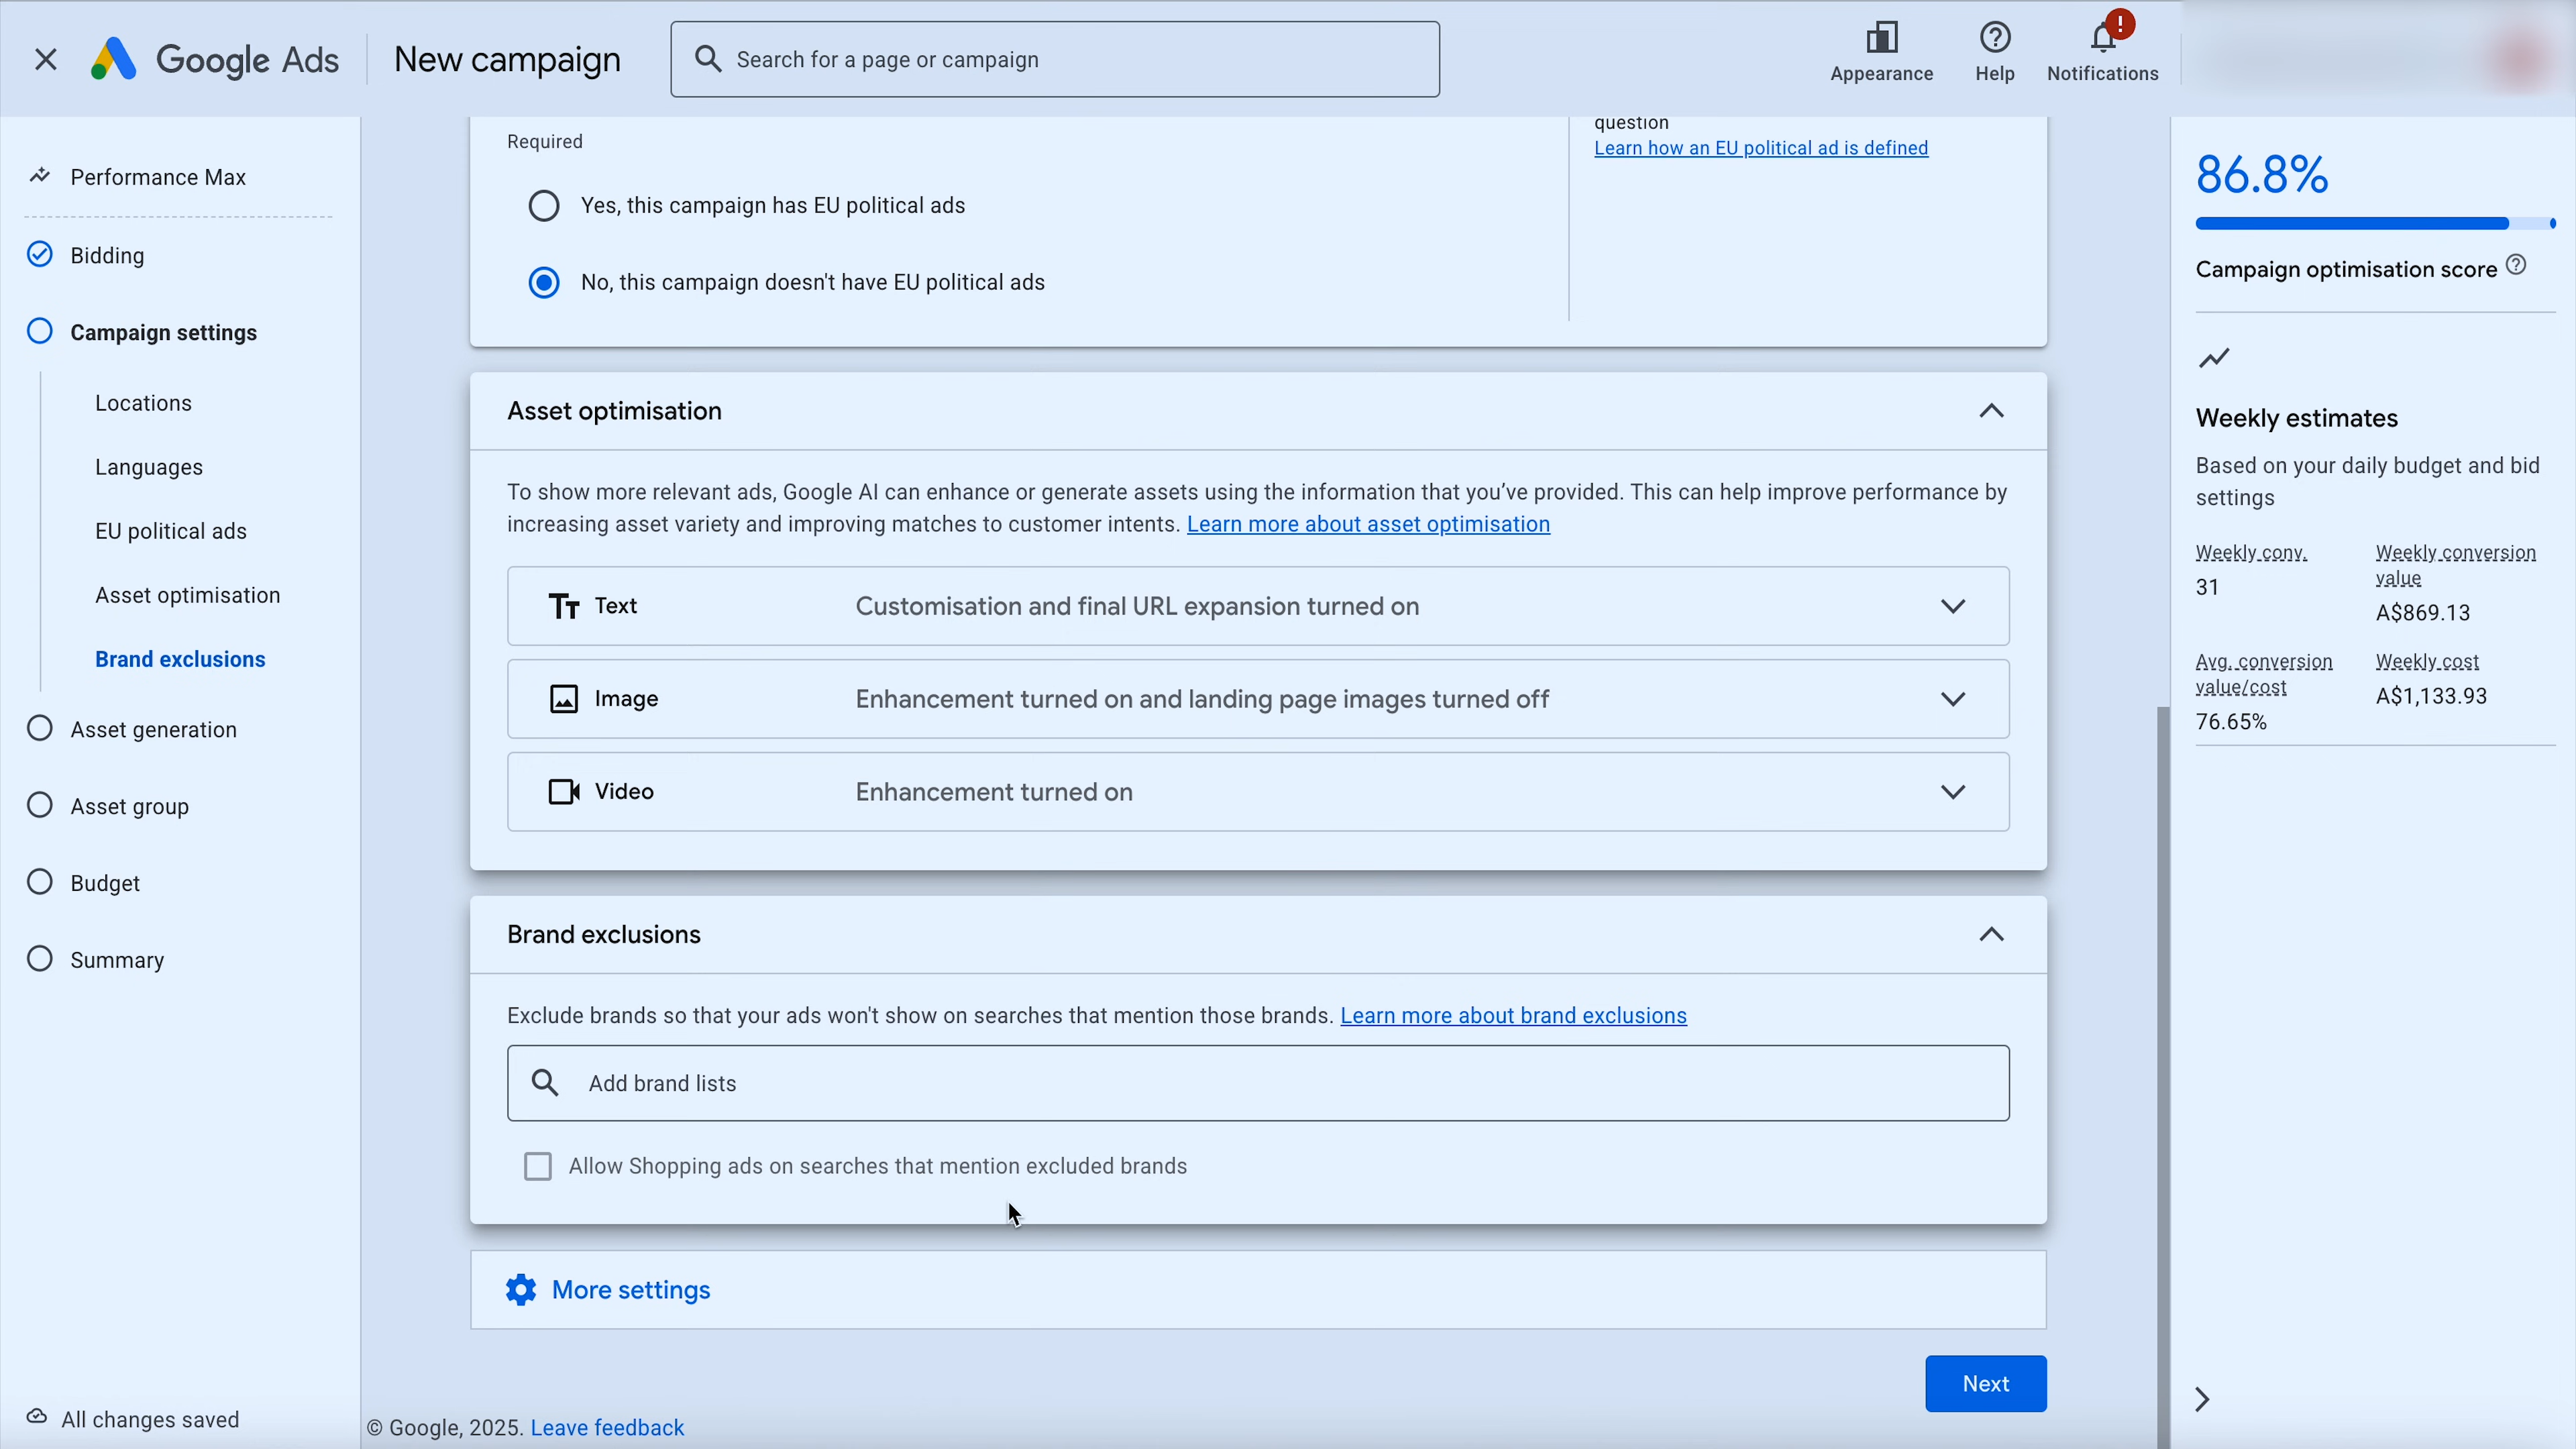 Google Ads
New campaign
Search for a page or campaign
Appearance
Help
!
Notifications
Performance Max
Bidding
Campaign settings
Locations
Languages
EU political ads
Asset optimisation
Brand exclusions
Asset generation
Asset group
Budget
Summary
All changes saved
Required
Yes, this campaign has EU political ads
No, this campaign doesn't have EU political ads
question
Learn how an EU political ad is defined
Asset optimisation
To show more relevant ads, Google AI can enhance or generate assets using the information that you’ve provided. This can help improve performance by
increasing asset variety and improving matches to customer intents. Learn more about asset optimisation
Text
Customisation and final URL expansion turned on
Image
Enhancement turned on and landing page images turned off
Video
Enhancement turned on
Brand exclusions
Exclude brands so that your ads won't show on searches that mention those brands. Learn more about brand exclusions
Add brand lists
Allow Shopping ads on searches that mention excluded brands
More settings
Next
© Google, 2025. Leave feedback
86.8%
Campaign optimisation score
Weekly estimates
Based on your daily budget and bid
settings
Weekly conv.
31
Weekly conversion
value
A$869.13
Avg. conversion
value/cost
76.65%
Weekly cost
A$1,133.93